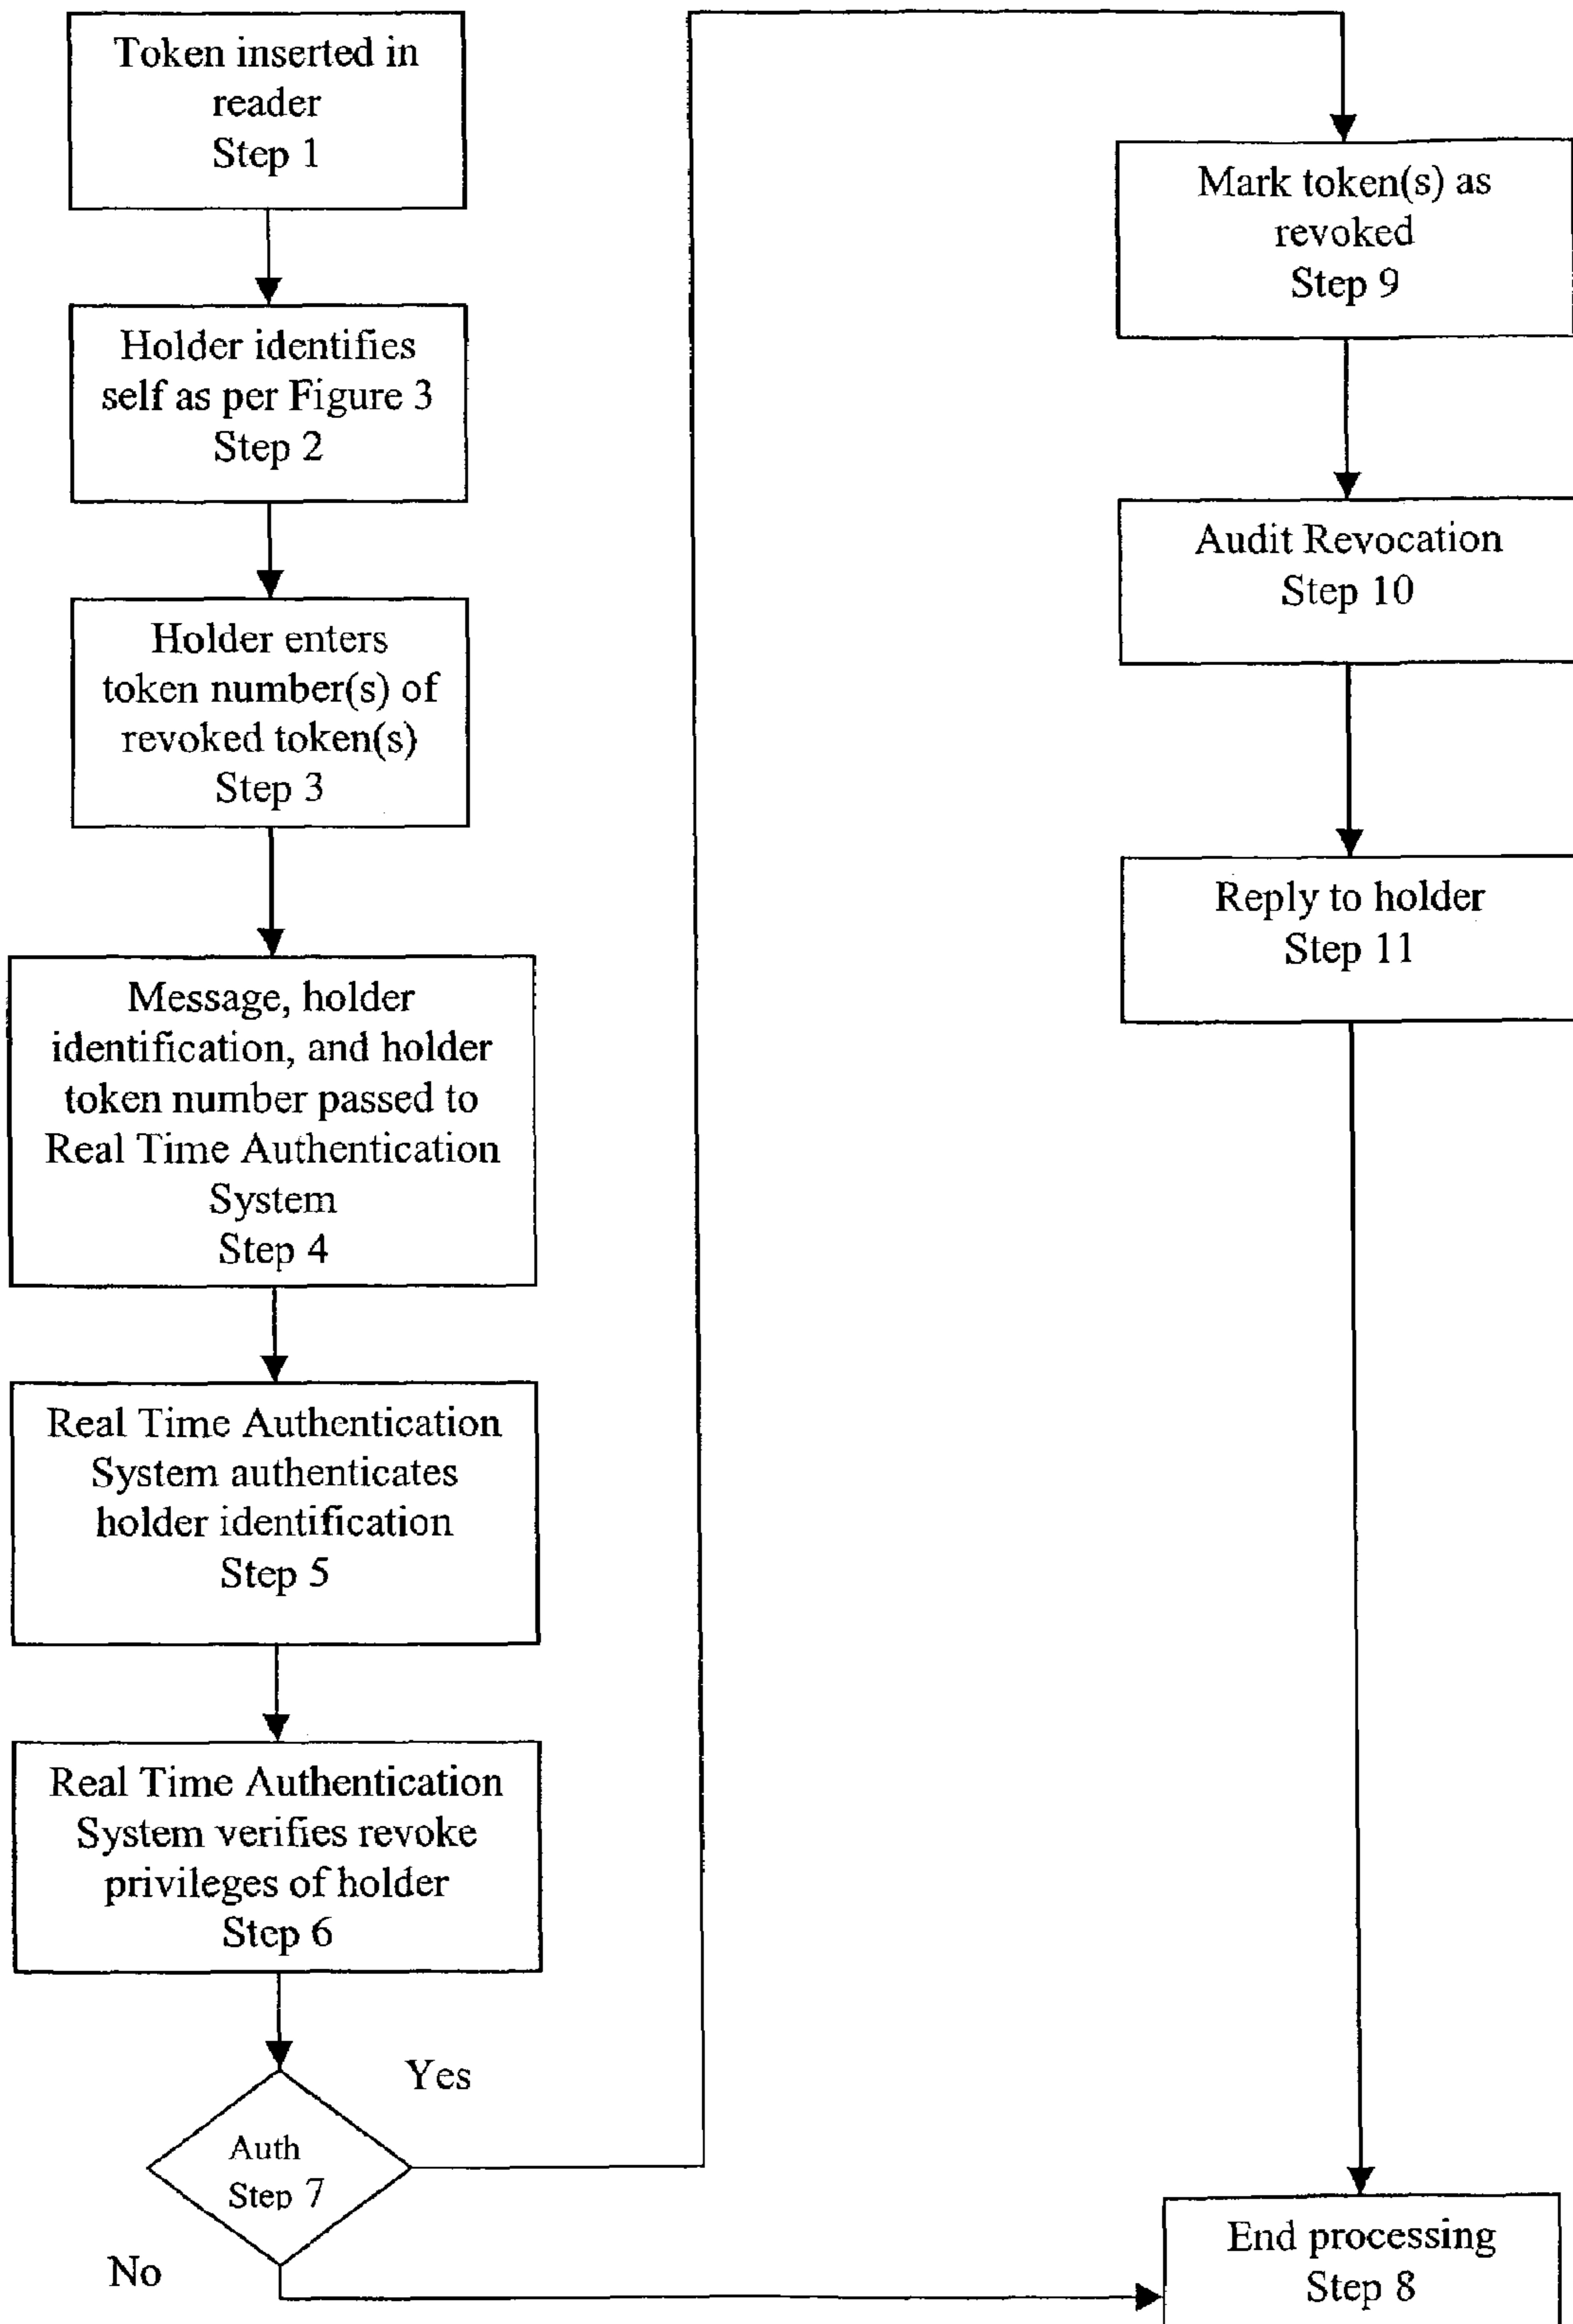 Token inserted in
reader
Step 1
Holder identifies
self as per Figure 3
Step 2
Holder enters
token number(s) of
revoked token(s)
Step 3
Message, holder
identification, and holder
token number passed to
Real Time Authentication
System
Step 4
Real Time Authentication
System authenticates
holder identification
Step 5
Real Time Authentication
System verifies revoke
privileges of holder
Step 6
Yes
Auth
Step 7
No
Mark token(s) as
revoked
Step 9
Audit Revocation
Step 10
Reply to holder
Step 11
End processing
Step 8